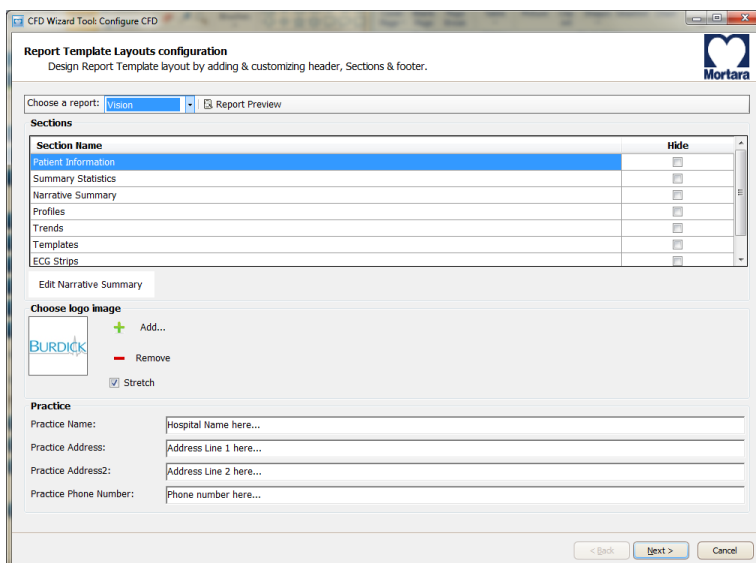 CFD Wizard Tool: Configure CFD
Report Template Layouts configuration
Design Report Template layout by adding & customizing header, Sections & footer.
Mortara
Choose a report: Vision Report Preview
Sections
Section Name Hide
Patient Information
Summary Statistics
Narrative Summary
Profiles
Trends
Templates
ECG Strips
Edit Narrative Summary
Choose logo image
BURDICK
Add...
Remove
Stretch
Practice
Practice Name: Hospital Name here...
Practice Address: Address Line 1 here...
Practice Address2: Address Line 2 here...
Practice Phone Number: Phone number here...
< Back Next > Cancel